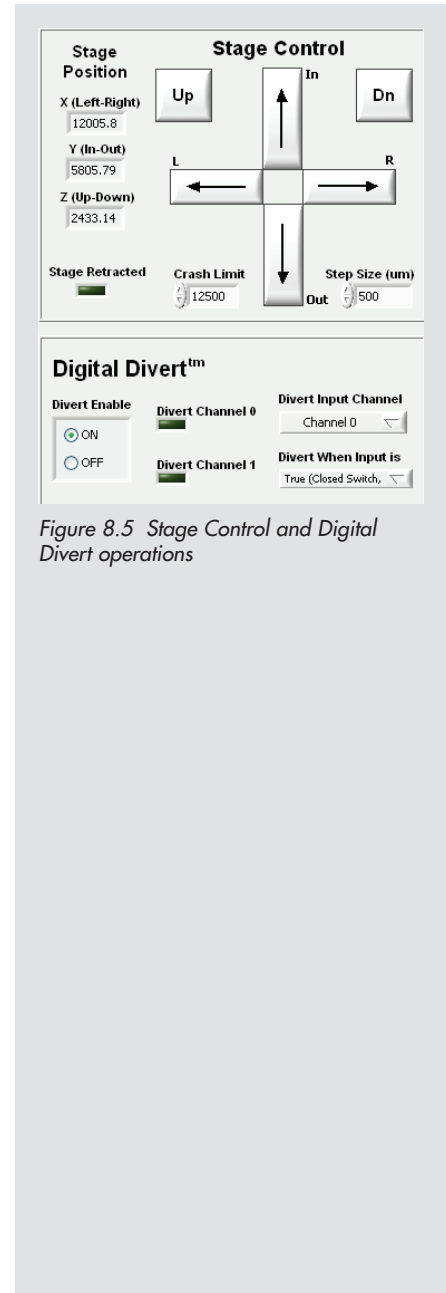 Stage Control
Stage
Position
X (Left-Right)
12005.8
Y (In-Out)
5805.79
Z (Up-Down)
2433.14
Stage Retracted
Up
In
Dn
L
R
Crash Limit
12500
Out
Step Size (um)
500
Digital Divert™
Divert Enable
ON
OFF
Divert Channel 0
Divert Channel 1
Divert Input Channel
Channel 0
Divert When Input is
True (Closed Switch,
Figure 8.5 Stage Control and Digital
Divert operations